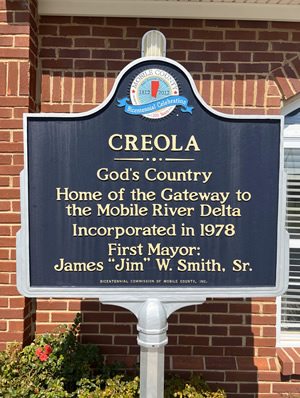 MOBILE COUNTY
1812 2012
Bicentennial Celebration
CREOLA
God's Country
Home of the Gateway to
the Mobile River Delta
Incorporated in 1978
First Mayor:
James "Jim" W. Smith, Sr.
BICENTENNIAL COMMISSION OF MOBILE COUNTY, INC.